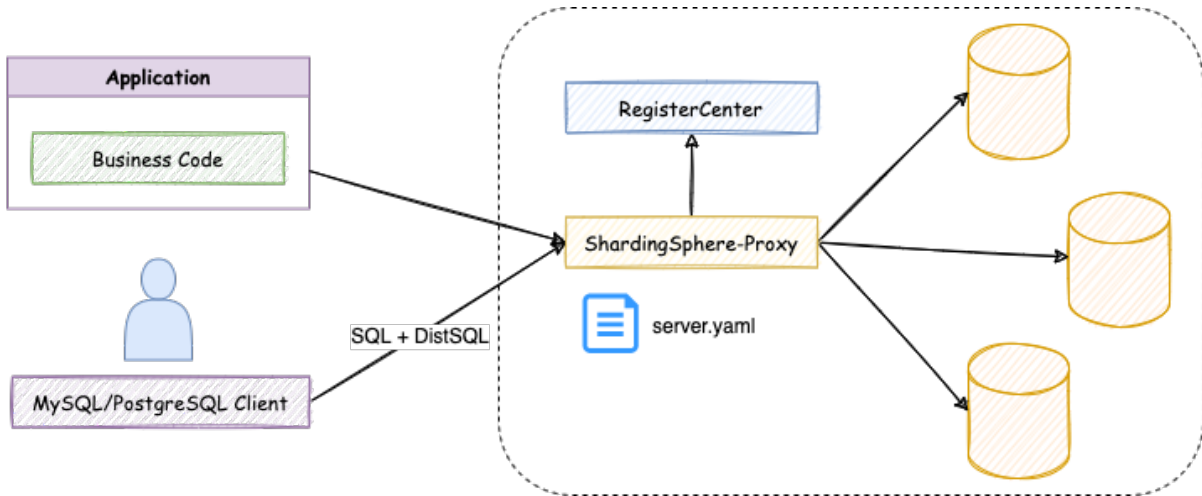 Application
Business Code
RegisterCenter
ShardingSphere-Proxy
server.yaml
SQL + DistSQL
MySQL/PostgreSQL Client